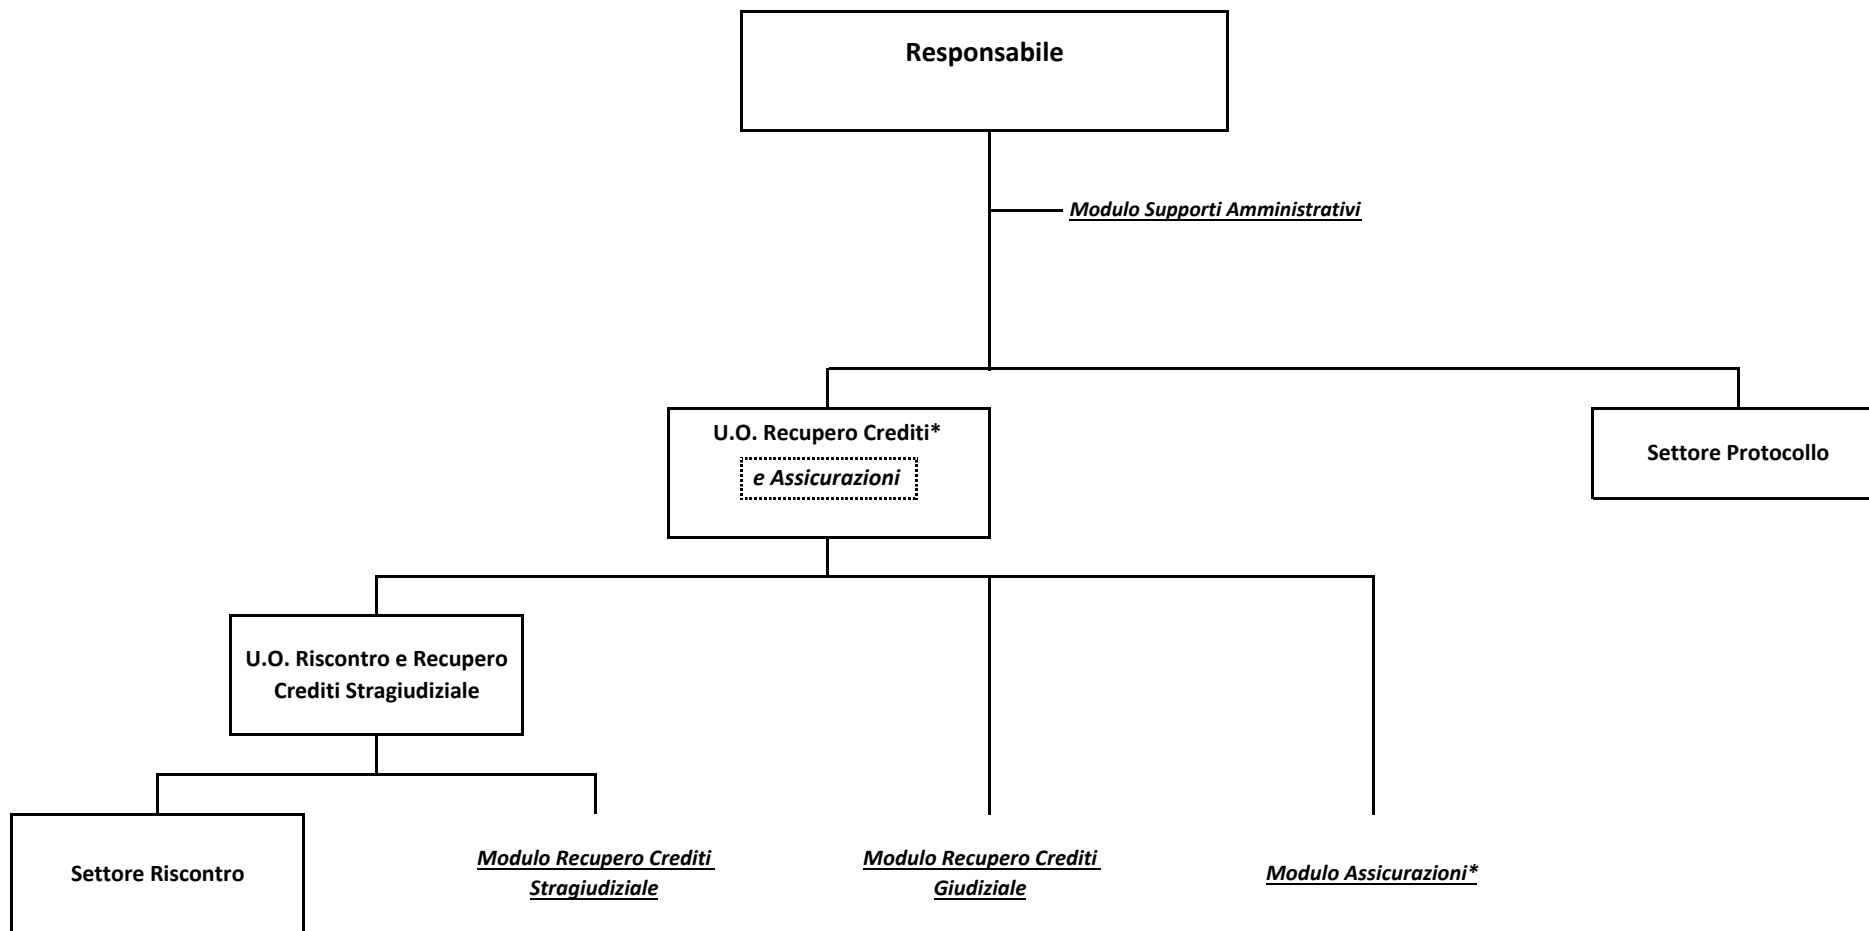 Responsabile
Modulo Supporti Amministrativi
U.O. Recupero Crediti*
e Assicurazioni
Settore Protocollo
U.O. Riscontro e Recupero
Crediti Stragiudiziale
Settore Riscontro
Modulo Recupero Crediti
Stragiudiziale
Modulo Recupero Crediti
Giudiziale
Modulo Assicurazioni*